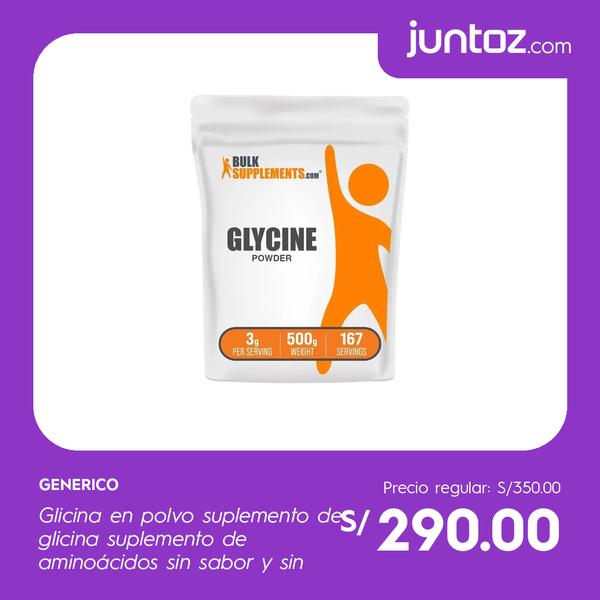 juntoz.com
BULK
SUPPLEMENTS.COM®
GLYCINE
POWDER
3g
PER SERVING
500g
WEIGHT
167
SERVINGS
GENERICO
Precio regular: S/350.00
Glicina en polvo suplemento de
glicina suplemento de
aminoácidos sin sabor y sin
S/ 290.00